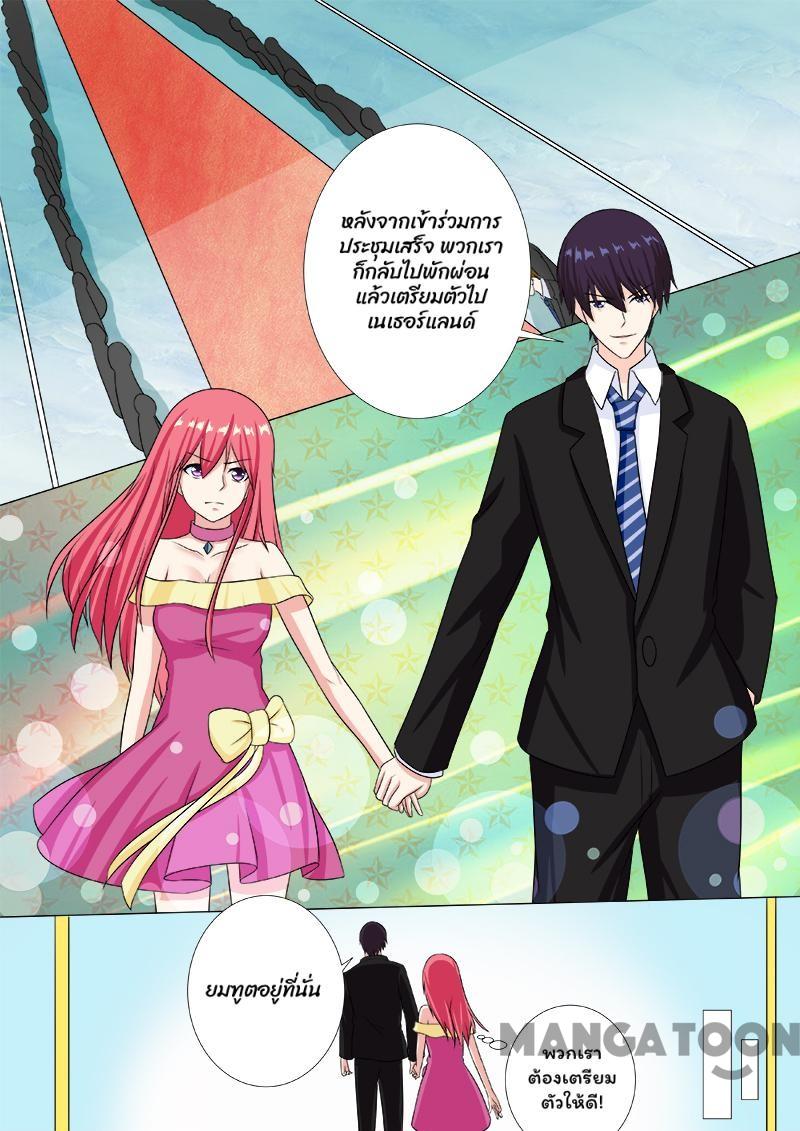 หลังจากเข้าร่วมการ
ประชุมเสร็จ พวกเรา
ก็กลับไปพักผ่อน
แล้วเตรียมตัวไป
เนเธอร์แลนด์
ยมทูตอยู่ที่นั่น
พวกเรา
ต้องเตรียม
ตัวให้ดี!
MANGATOON